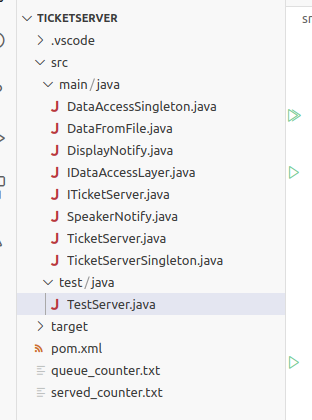 TICKETSERVER
.vscode
src
main/java
DataAccessSingleton.java
DataFromFile.java
DisplayNotify.java
IDataAccessLayer.java
ITicketServer.java
SpeakerNotify.java
TicketServer.java
TicketServerSingleton.java
test/java
TestServer.java
target
pom.xml
queue_counter.txt
served_counter.txt